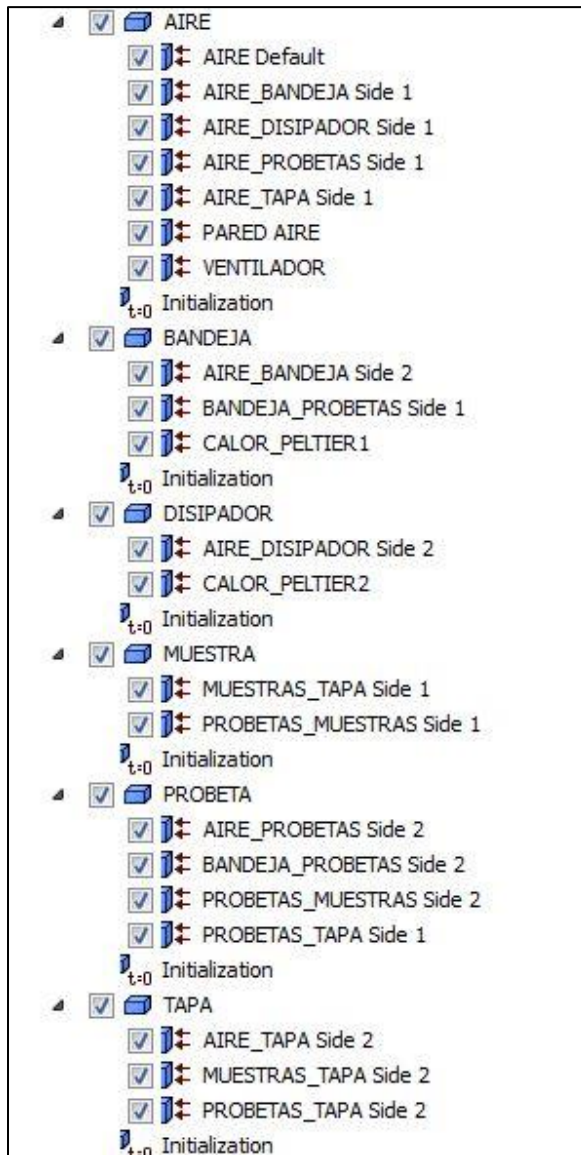 AIRE
AIRE Default
AIRE_BANDEJA Side 1
AIRE_DISIPADOR Side 1
AIRE_PROBETAS Side 1
AIRE_TAPA Side 1
PARED AIRE
VENTILADOR
t=0 Initialization
BANDEJA
AIRE_BANDEJA Side 2
BANDEJA_PROBETAS Side 1
CALOR_PELTIER1
t=0 Initialization
DISIPADOR
AIRE_DISIPADOR Side 2
CALOR_PELTIER2
t=0 Initialization
MUESTRA
MUESTRAS_TAPA Side 1
PROBETAS_MUESTRAS Side 1
t=0 Initialization
PROBETA
AIRE_PROBETAS Side 2
BANDEJA_PROBETAS Side 2
PROBETAS_MUESTRAS Side 2
PROBETAS_TAPA Side 1
t=0 Initialization
TAPA
AIRE_TAPA Side 2
MUESTRAS_TAPA Side 2
PROBETAS_TAPA Side 2
t=0 Initialization